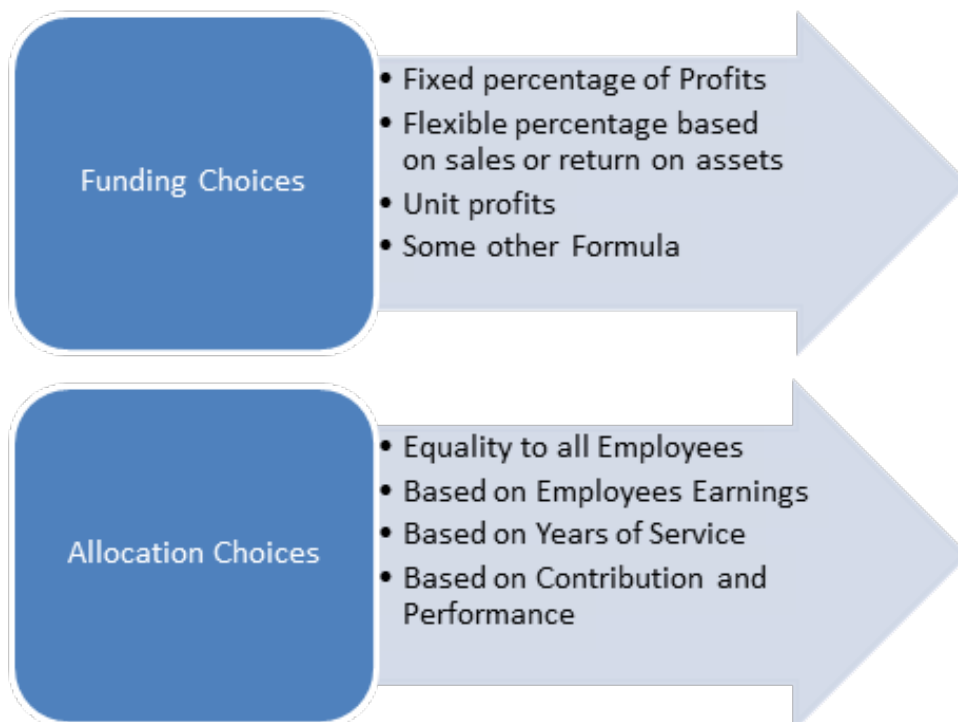 Funding Choices
• Fixed percentage of Profits
• Flexible percentage based
on sales or return on assets
• Unit profits
• Some other Formula
Allocation Choices
• Equality to all Employees
• Based on Employees Earnings
• Based on Years of Service
• Based on Contribution and
Performance